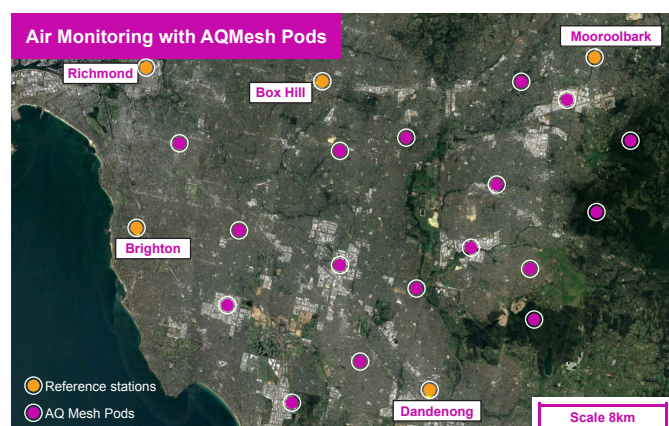 Air Monitoring with AQMesh Pods
Mooroolbark
Richmond
Box Hill
Brighton
Reference stations
AQ Mesh Pods
Dandenong
Scale 8km